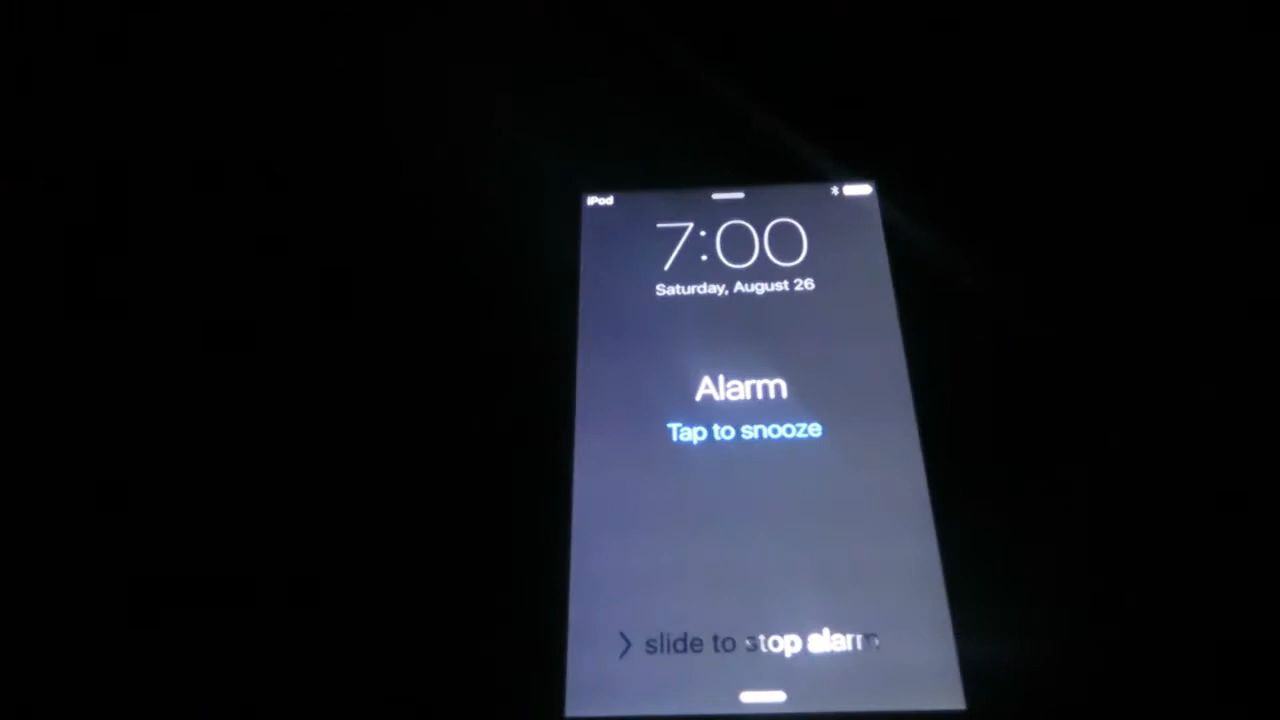 iPod
7:00
Saturday, August 26
Alarm
Tap to snooze
slide to stop alarm